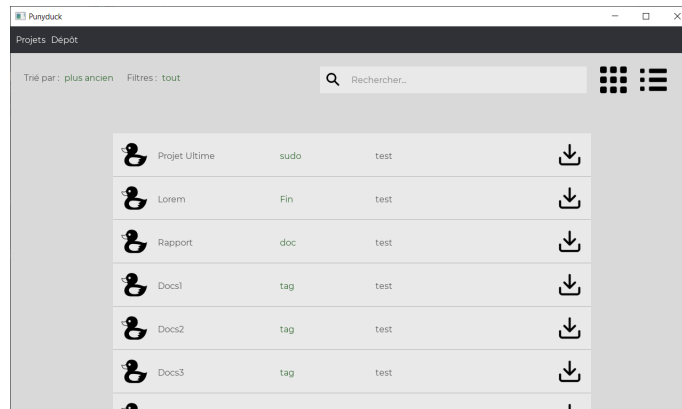 Punyduck
Projets Dépôt
Trié par : plus ancien Filtres : tout Rechercher...
Projet Ultime sudo test
Lorem Fin test
Rapport doc test
Docs1 tag test
Docs2 tag test
Docs3 tag test